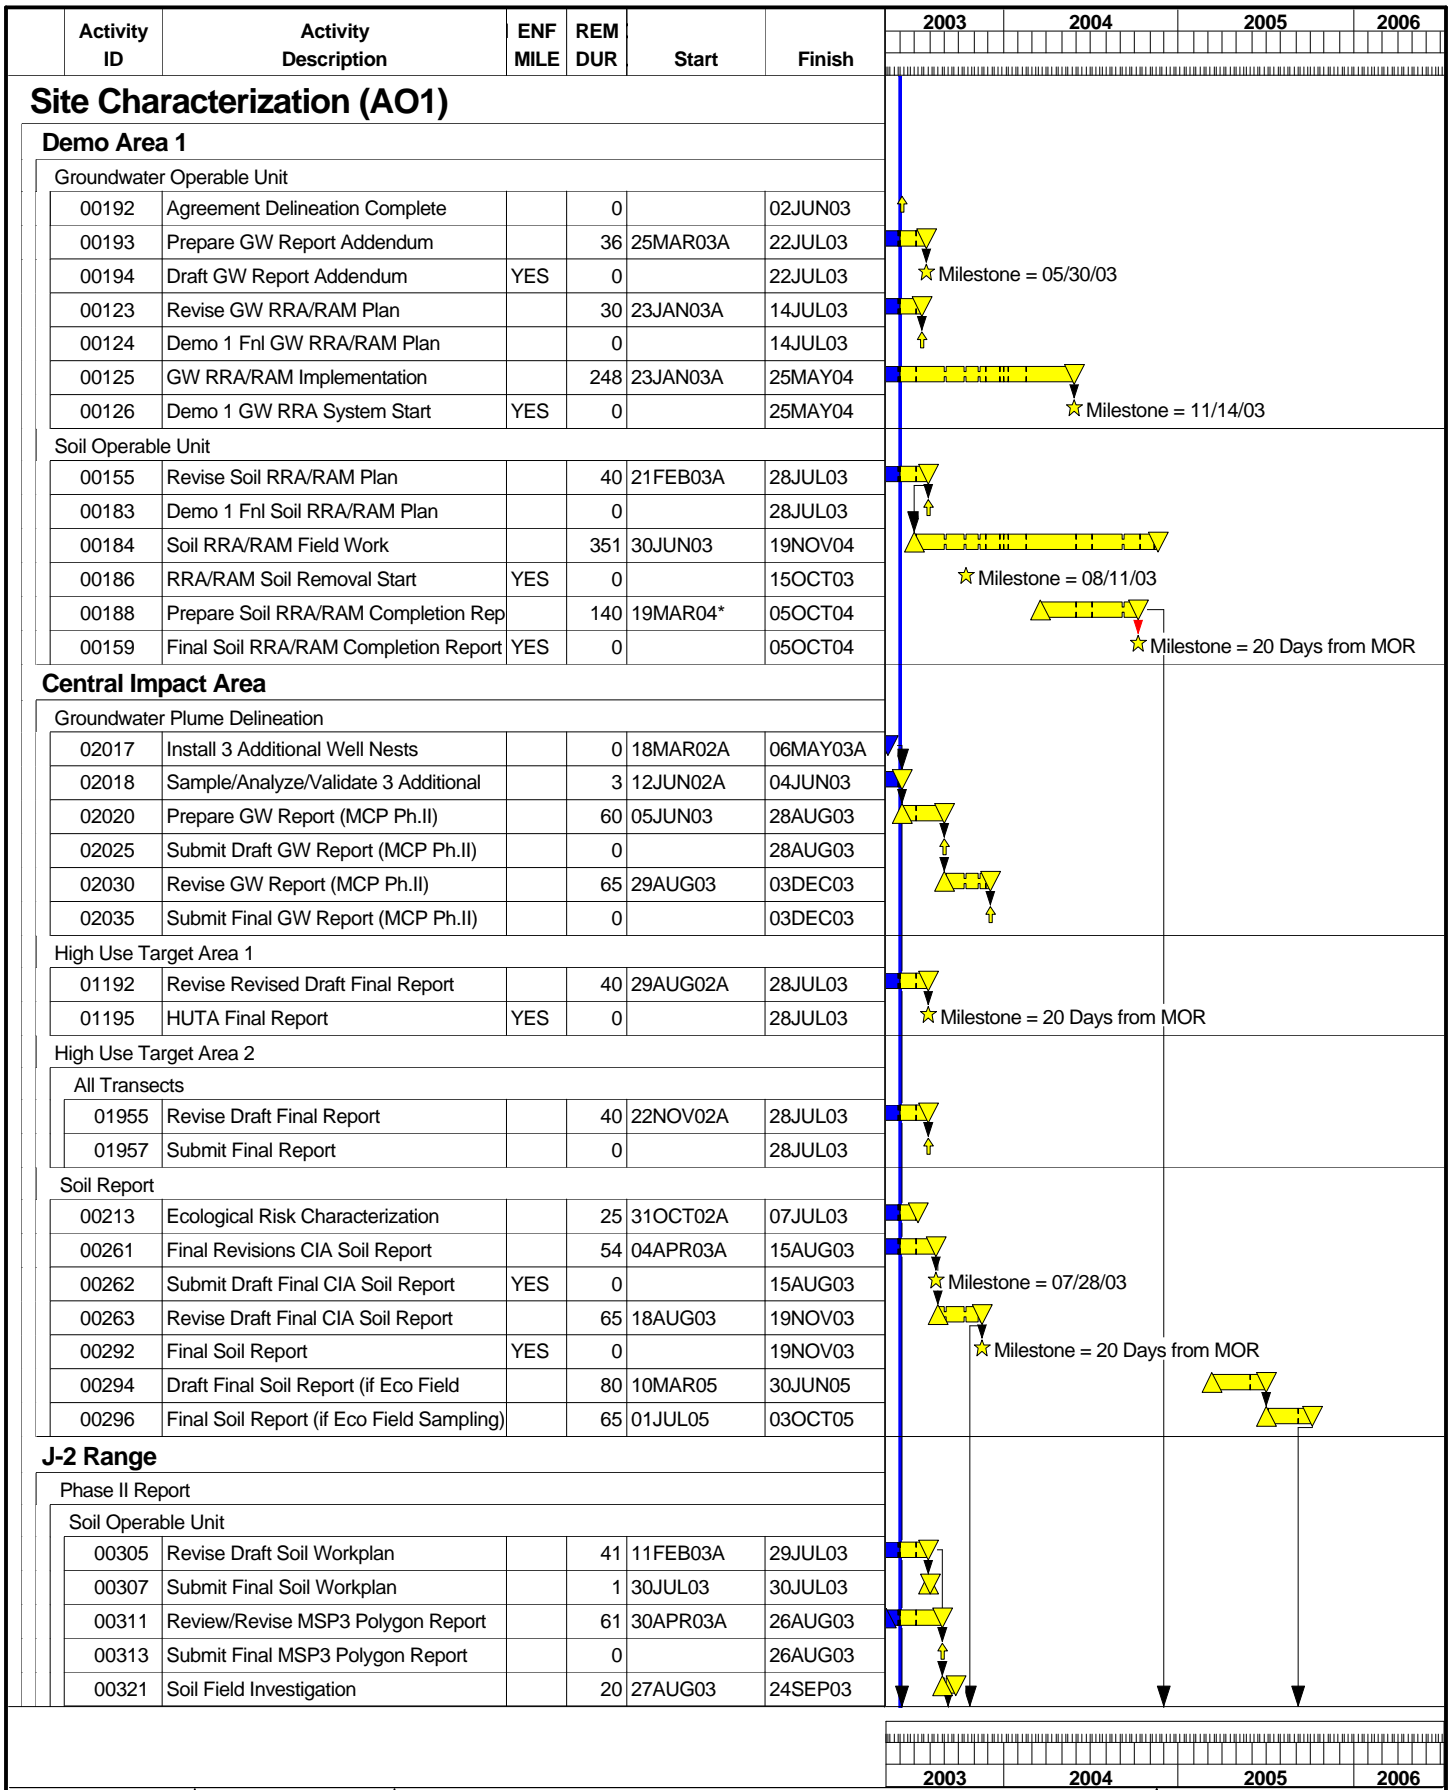 Activity Activity ENF REM 2003 2004 2005 2006
ID Description MILE DUR Start Finish
Site Characterization (AO1)
Demo Area 1
Groundwater Operable Unit
00192 Agreement Delineation Complete 0 02JUN03
00193 Prepare GW Report Addendum 36 25MAR03A 22JUL03
00194 Draft GW Report Addendum YES 0 22JUL03 Milestone = 05/30/03
00123 Revise GW RRA/RAM Plan 30 23JAN03A 14JUL03
00124 Demo 1 Fnl GW RRA/RAM Plan 0 14JUL03
00125 GW RRA/RAM Implementation 248 23JAN03A 25MAY04
00126 Demo 1 GW RRA System Start YES 0 25MAY04 Milestone = 11/14/03
Soil Operable Unit
00155 Revise Soil RRA/RAM Plan 40 21FEB03A 28JUL03
00183 Demo 1 Fnl Soil RRA/RAM Plan 0 28JUL03
00184 Soil RRA/RAM Field Work 351 30JUN03 19NOV04
00186 RRA/RAM Soil Removal Start YES 0 15OCT03 Milestone = 08/11/03
00188 Prepare Soil RRA/RAM Completion Rep 140 19MAR04* 05OCT04
00159 Final Soil RRA/RAM Completion Report YES 0 05OCT04 Milestone = 20 Days from MOR
Central Impact Area
Groundwater Plume Delineation
02017 Install 3 Additional Well Nests 0 18MAR02A 06MAY03A
02018 Sample/Analyze/Validate 3 Additional 3 12JUN02A 04JUN03
02020 Prepare GW Report (MCP Ph.II) 60 05JUN03 28AUG03
02025 Submit Draft GW Report (MCP Ph.II) 0 28AUG03
02030 Revise GW Report (MCP Ph.II) 65 29AUG03 03DEC03
02035 Submit Final GW Report (MCP Ph.II) 0 03DEC03
High Use Target Area 1
01192 Revise Revised Draft Final Report 40 29AUG02A 28JUL03
01195 HUTA Final Report YES 0 28JUL03 Milestone = 20 Days from MOR
High Use Target Area 2
All Transects
01955 Revise Draft Final Report 40 22NOV02A 28JUL03
01957 Submit Final Report 0 28JUL03
Soil Report
00213 Ecological Risk Characterization 25 31OCT02A 07JUL03
00261 Final Revisions CIA Soil Report 54 04APR03A 15AUG03
00262 Submit Draft Final CIA Soil Report YES 0 15AUG03 Milestone = 07/28/03
00263 Revise Draft Final CIA Soil Report 65 18AUG03 19NOV03
00292 Final Soil Report YES 0 19NOV03 Milestone = 20 Days from MOR
00294 Draft Final Soil Report (if Eco Field 80 10MAR05 30JUN05
00296 Final Soil Report (if Eco Field Sampling) 65 01JUL05 03OCT05
J-2 Range
Phase II Report
Soil Operable Unit
00305 Revise Draft Soil Workplan 41 11FEB03A 29JUL03
00307 Submit Final Soil Workplan 1 30JUL03 30JUL03
00311 Review/Revise MSP3 Polygon Report 61 30APR03A 26AUG03
00313 Submit Final MSP3 Polygon Report 0 26AUG03
00321 Soil Field Investigation 20 27AUG03 24SEP03
2003 2004 2005 2006